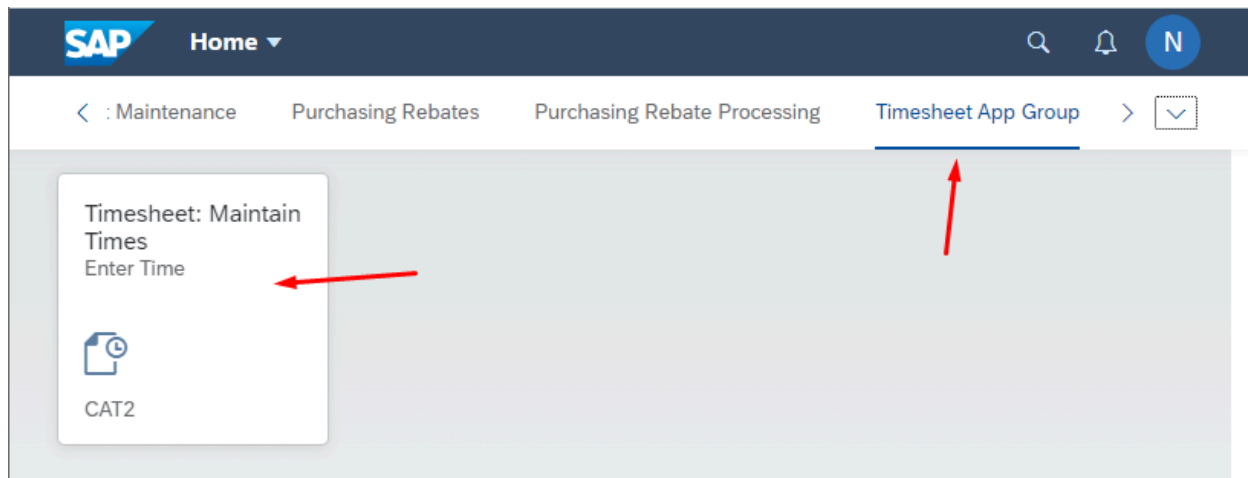 SAP Home
N
: Maintenance Purchasing Rebates Purchasing Rebate Processing Timesheet App Group
Timesheet: Maintain
Times
Enter Time
CAT2